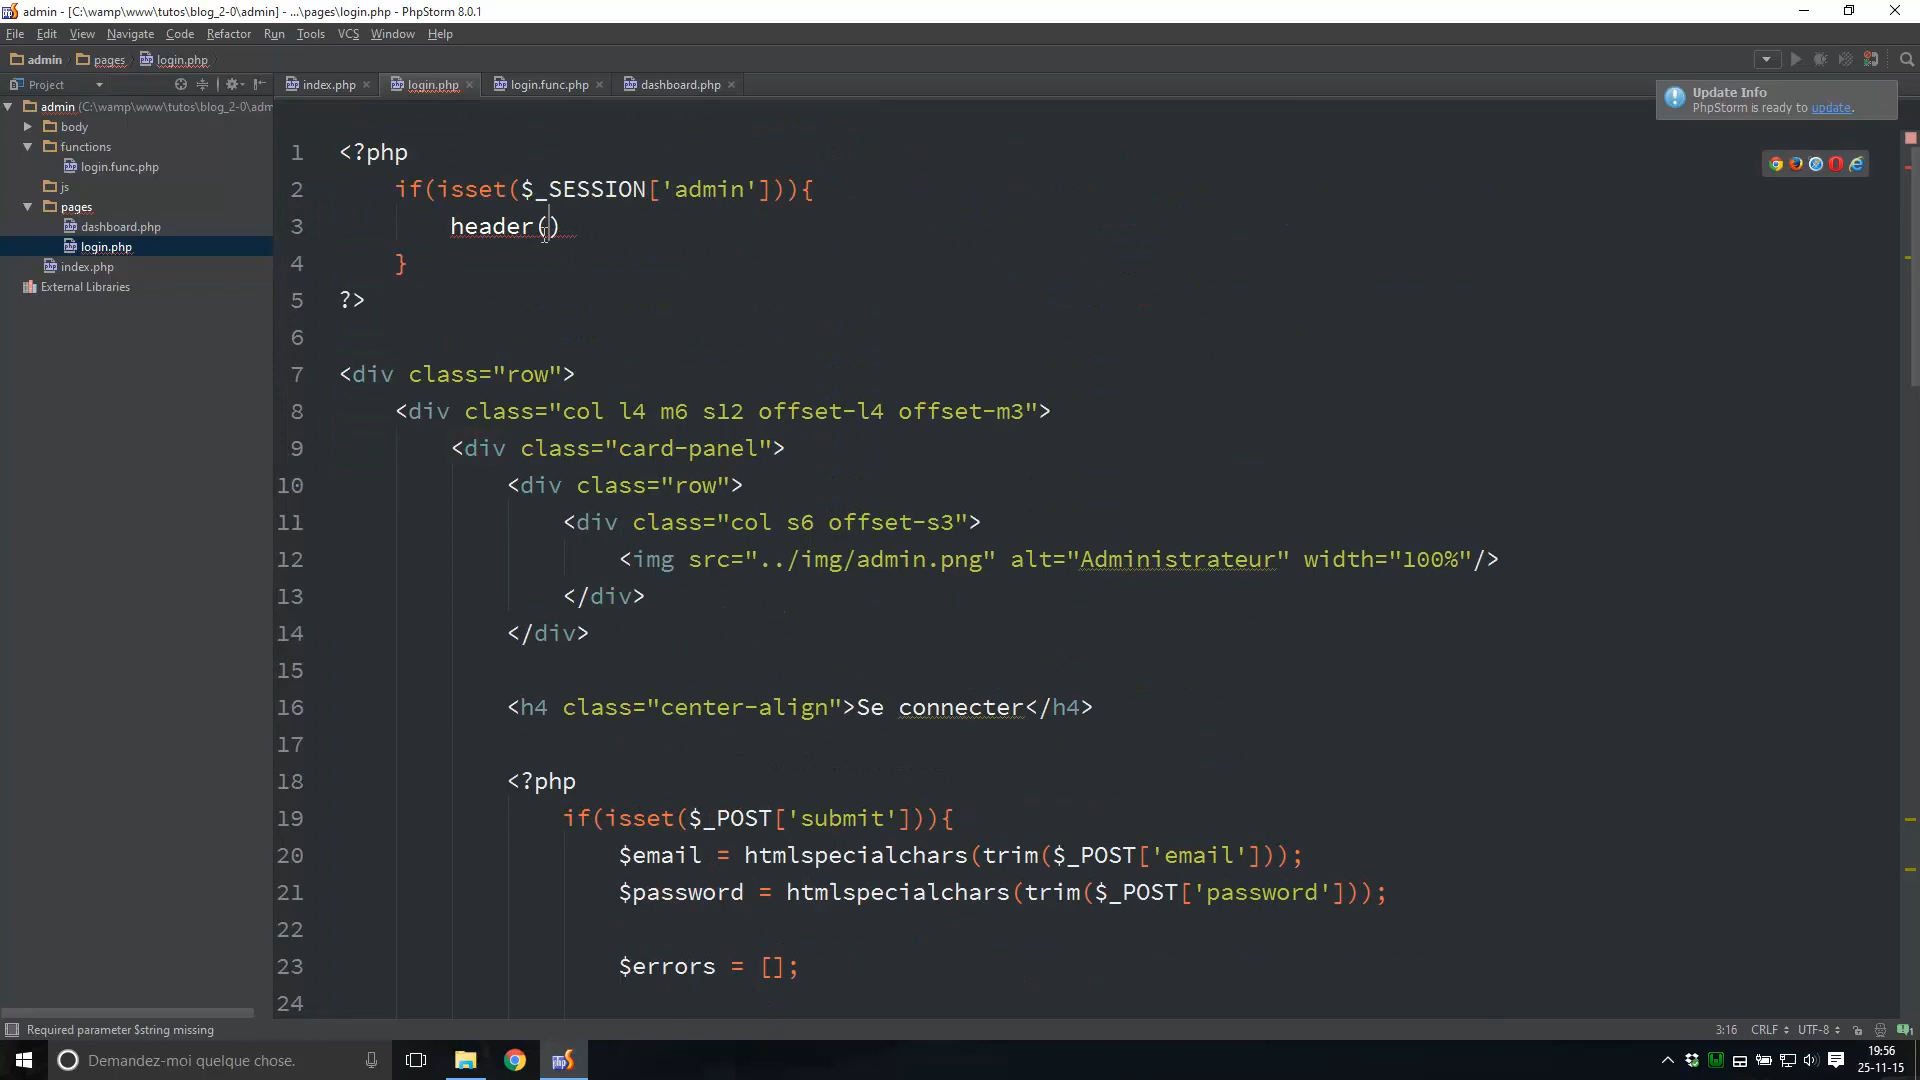 admin - [C:\wamp\www\tutos\blog_2-0\admin] - ...\pages\login.php - PhpStorm 8.0.1
File Edit View Navigate Code Refactor Run Tools VCS Window Help
admin pages login.php
Project index.php login.php login.func.php dashboard.php
Update Info
PhpStorm is ready to update.
admin (C:\wamp\www\tutos\blog_2-0\adm
body
functions
login.func.php
js
pages
dashboard.php
login.php
index.php
External Libraries
1 <?php
2 if(isset($_SESSION['admin'])){
3 header()
4 }
5 ?>
6
7 <div class="row">
8 <div class="col l4 m6 s12 offset-l4 offset-m3">
9 <div class="card-panel">
10 <div class="row">
11 <div class="col s6 offset-s3">
12 <img src="../img/admin.png" alt="Administrateur" width="100%"/>
13 </div>
14 </div>
15
16 <h4 class="center-align">Se connecter</h4>
17
18 <?php
19 if(isset($_POST['submit'])){
20 $email = htmlspecialchars(trim($_POST['email']));
21 $password = htmlspecialchars(trim($_POST['password']));
22
23 $errors = [];
24
Required parameter $string missing 3:16 CRLF UTF-8
Demandez-moi quelque chose.
19:56
25-11-15